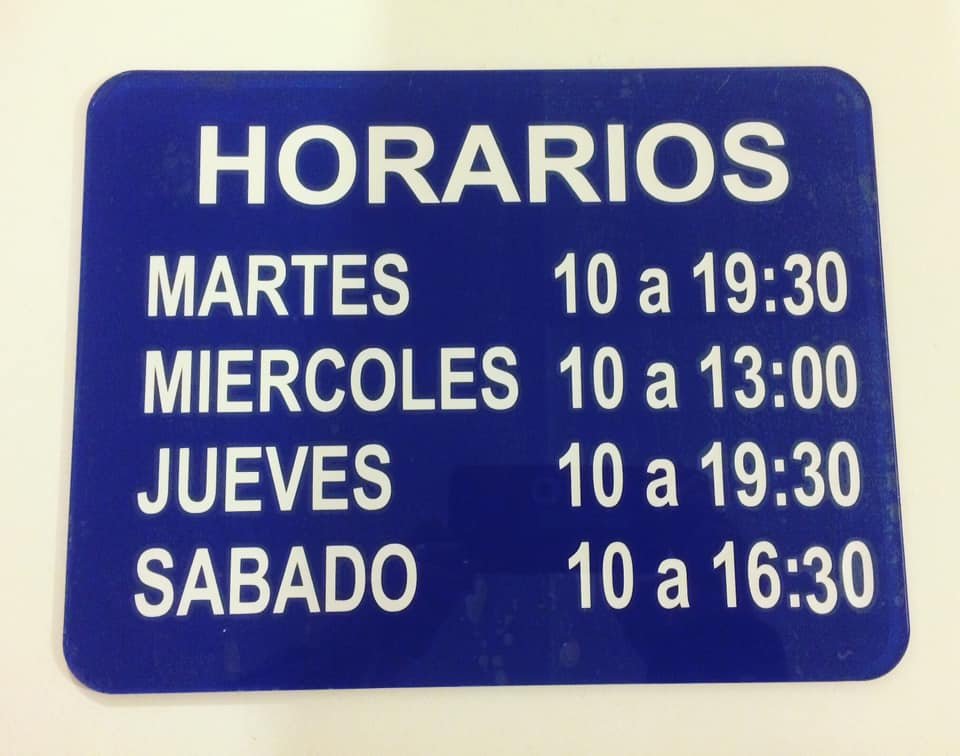 HORARIOS
MARTES 10 a 19:30
MIERCOLES 10 a 13:00
JUEVES 10 a 19:30
SABADO 10 a 16:30